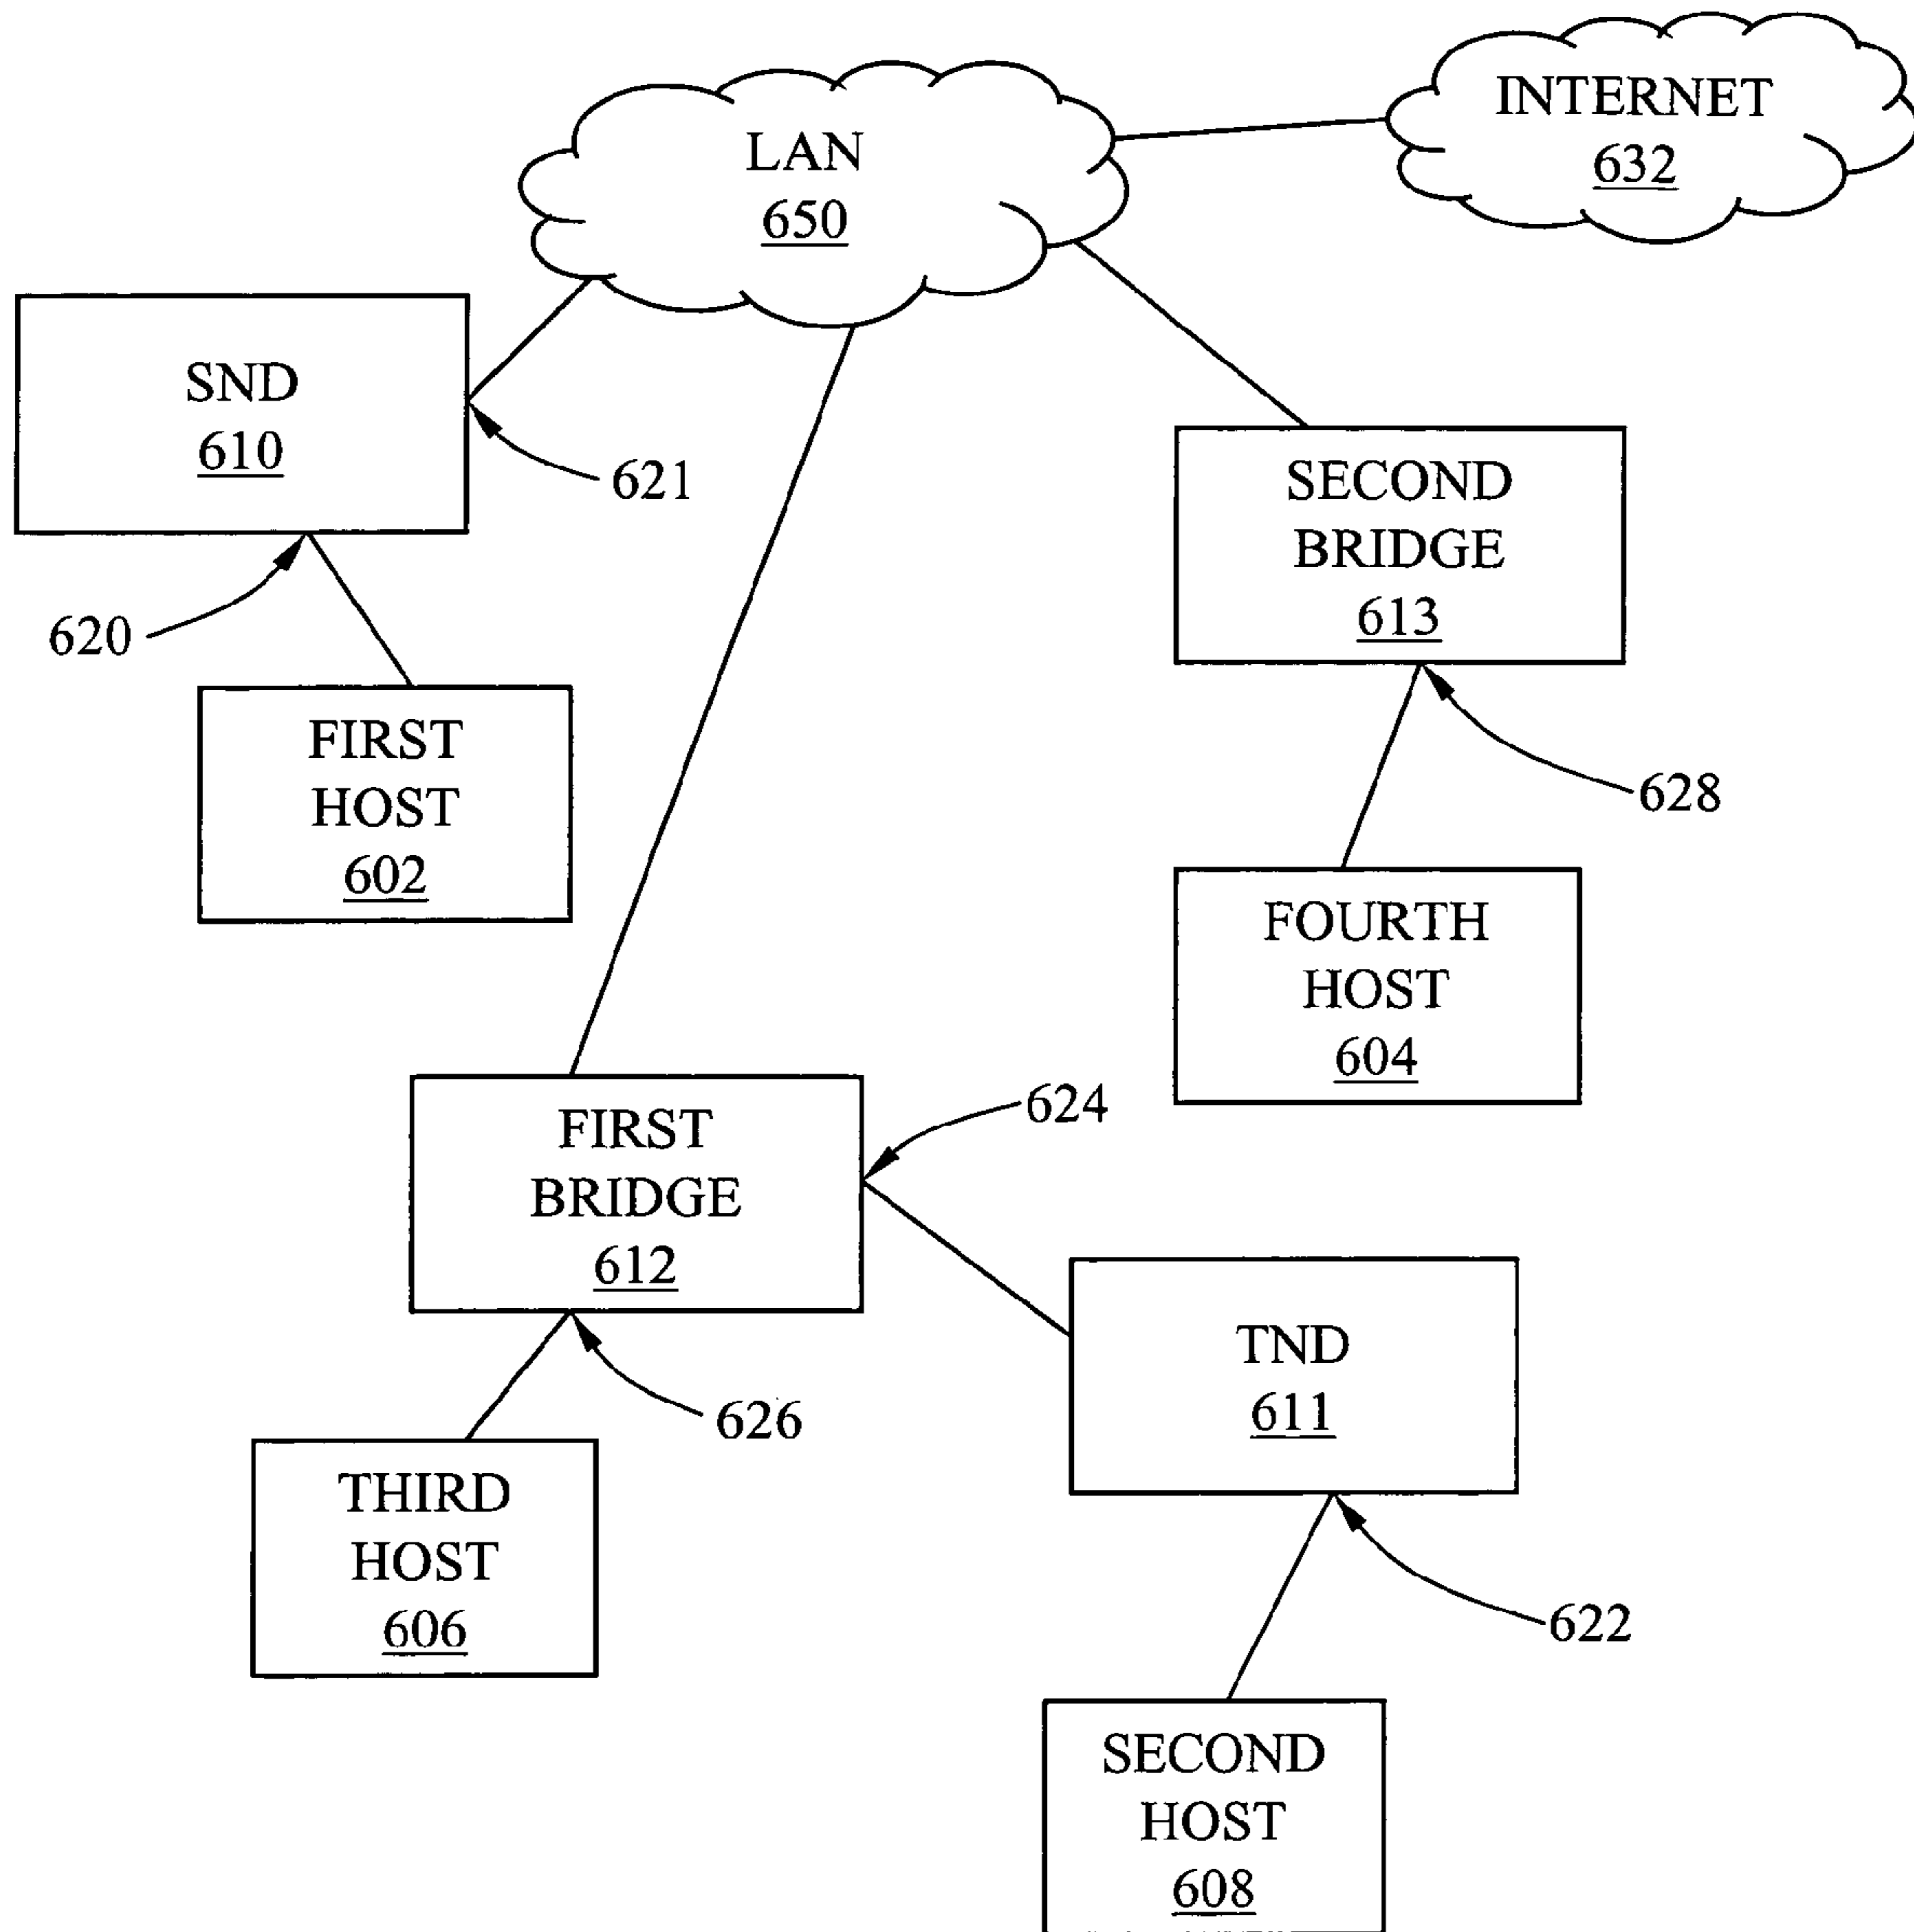 INTERNET
632
LAN
650
SND
610
621
620
SECOND
BRIDGE
613
FIRST
HOST
602
628
FOURTH
HOST
604
FIRST
BRIDGE
612
624
TND
611
626
THIRD
HOST
606
622
SECOND
HOST
608